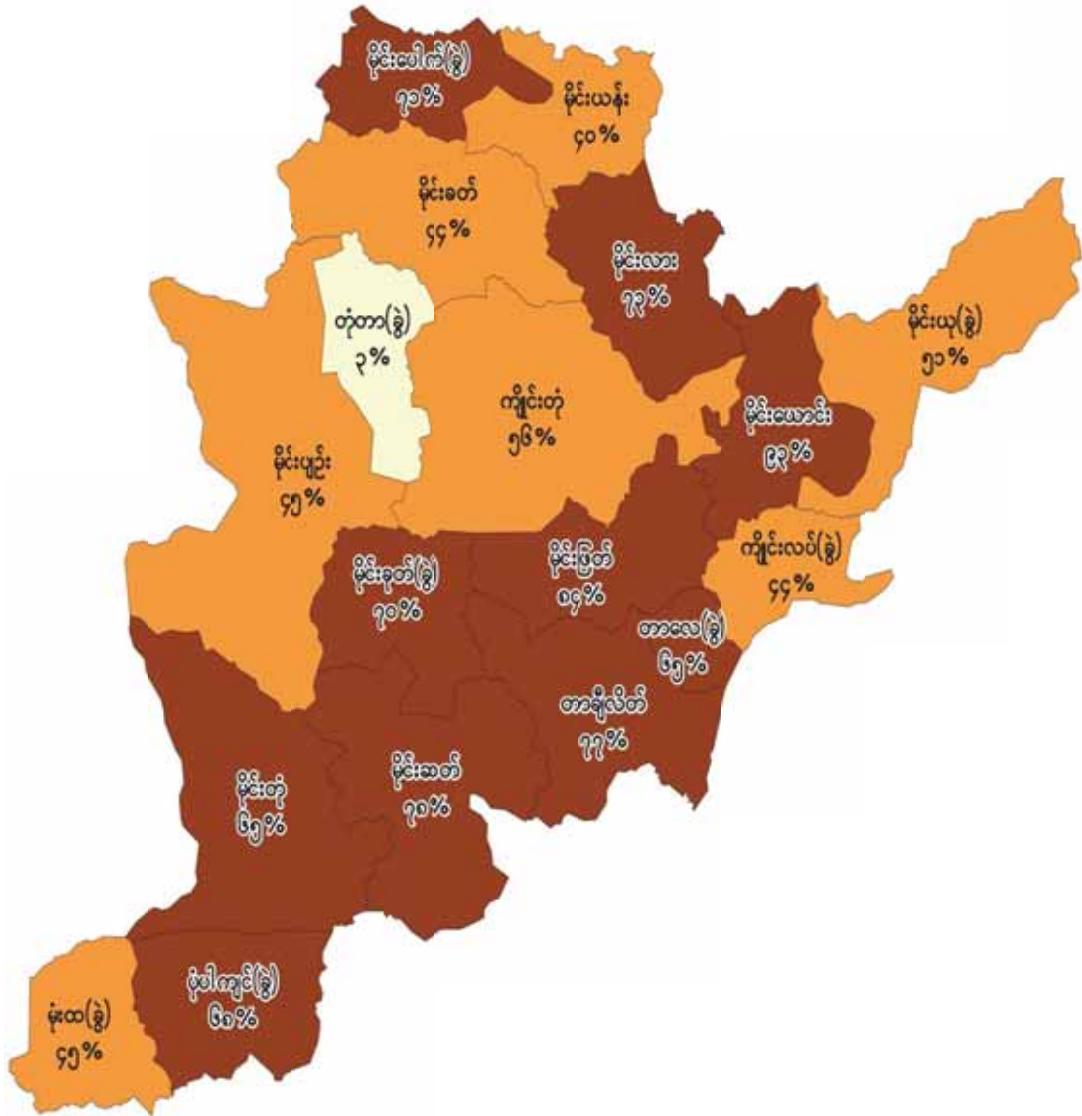 မိုင်းပေါက်(ခွဲ)
၇၁%
မိုင်းယန်း
၄၀%
မိုင်းခတ်
၄၄%
မိုင်းလား
၇၃%
တုံတာ(ခွဲ)
၃%
မိုင်းယု(ခွဲ)
၅၁%
ကျိုင်းတုံ
၅၆%
မိုင်းယောင်း
၉၃%
မိုင်းပျဉ်း
၄၅%
မိုင်းဖြတ်
၈၄%
ကျိုင်းလပ်(ခွဲ)
၄၄%
မိုင်းခုတ်(ခွဲ)
၇၀%
တာလေ(ခွဲ)
၆၅%
တာချီလိတ်
၇၇%
မိုင်းဆတ်
၇၈%
မိုင်းတုံ
၆၅%
ပုံပါကျင်(ခွဲ)
၆၈%
မုံးထ(ခွဲ)
၄၅%